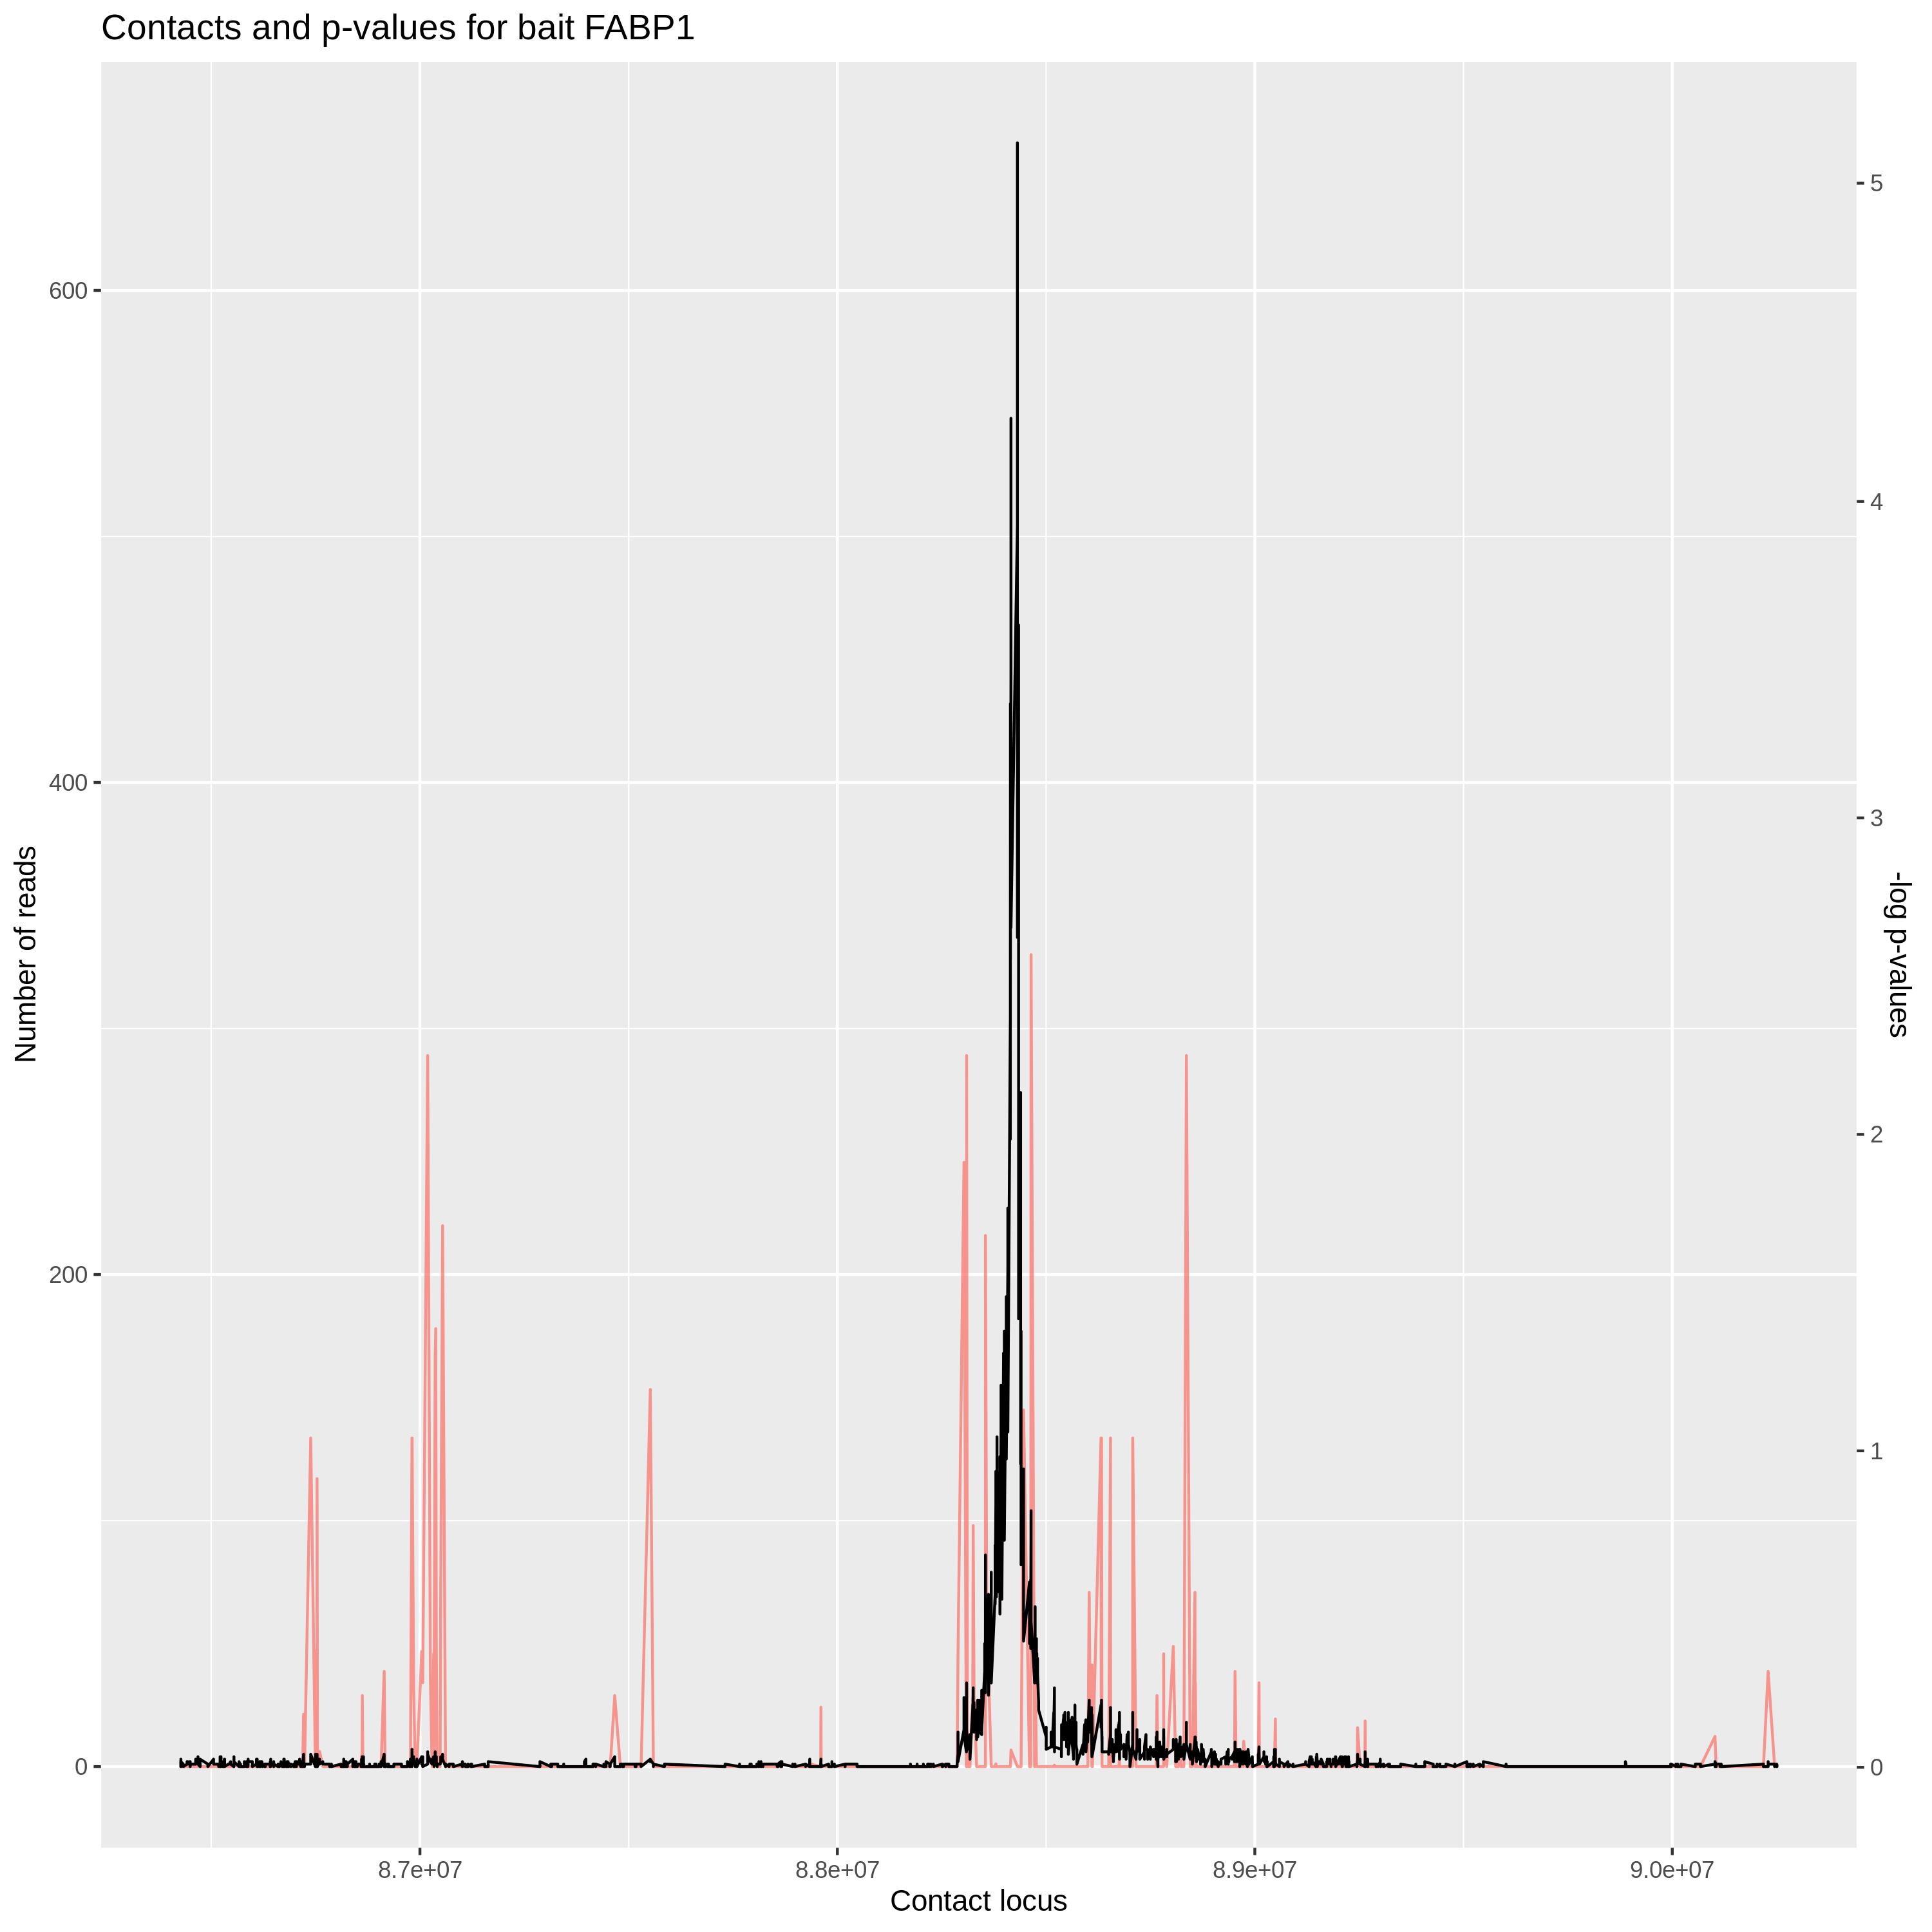 Contacts and p-values for bait FABP1
Number of reads
600
400
200
0
5
4
3
2
1
0
-log p-values
8.7e+07
8.8e+07
8.9e+07
9.0e+07
Contact locus